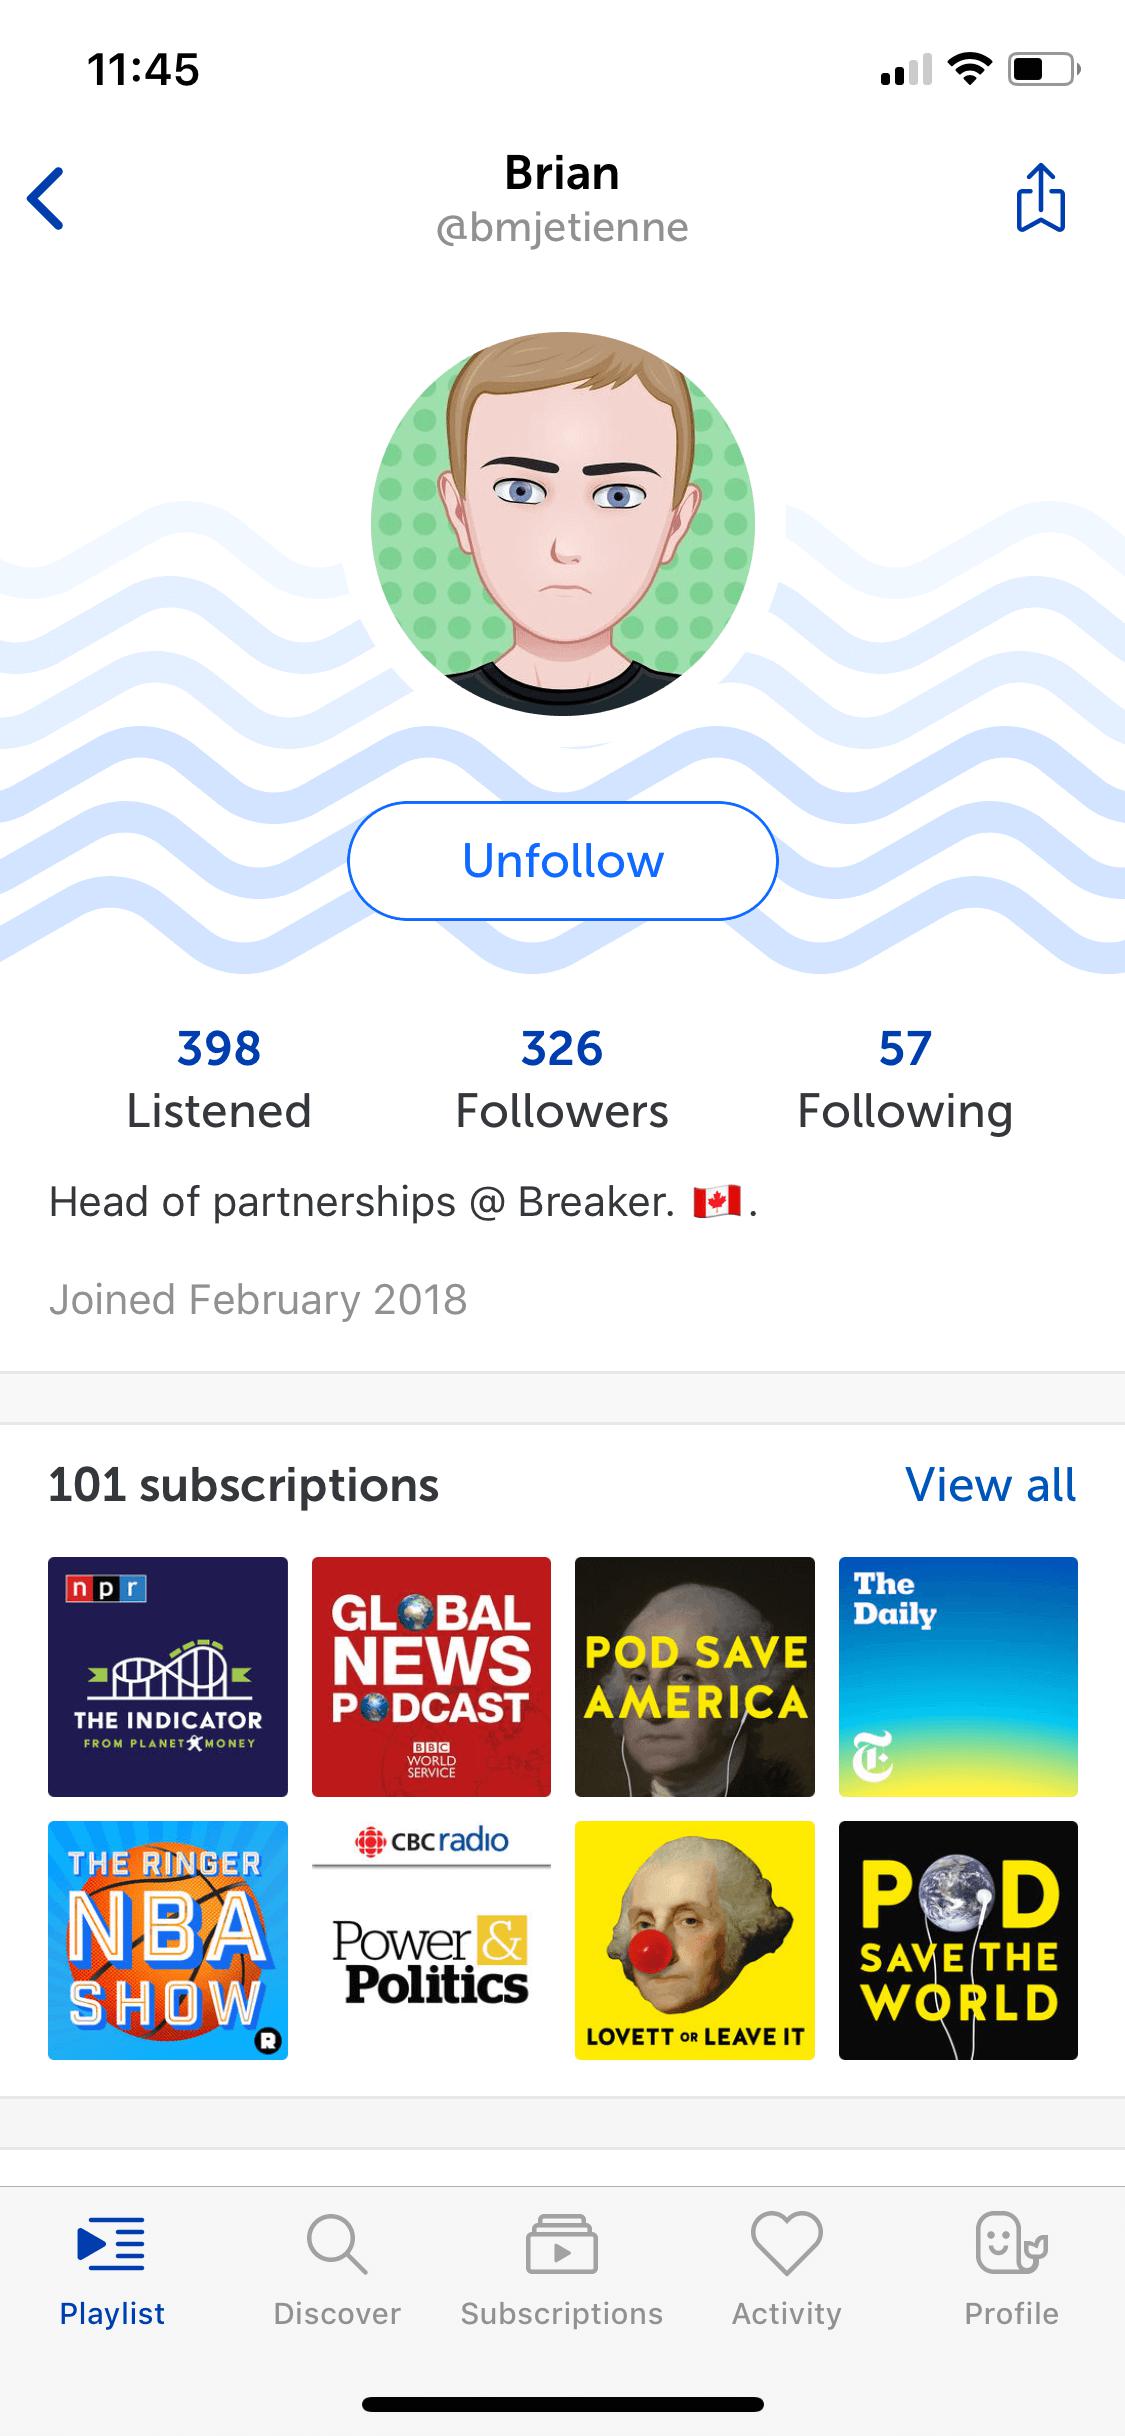 11:45
Brian
@bmjetienne
Unfollow
398
Listened
326
Followers
57
Following
Head of partnerships @ Breaker. 🇨🇦.
Joined February 2018
101 subscriptions
View all
npr
THE INDICATOR
FROM PLANET MONEY
GLOBAL
NEWS
PODCAST
BBC
WORLD
SERVICE
POD SAVE
AMERICA
The
Daily
T
THE RINGER
NBA
SHOW
R
CBC radio
Power &
Politics
LOVETT OR LEAVE IT
POD
SAVE THE
WORLD
Playlist
Discover
Subscriptions
Activity
Profile